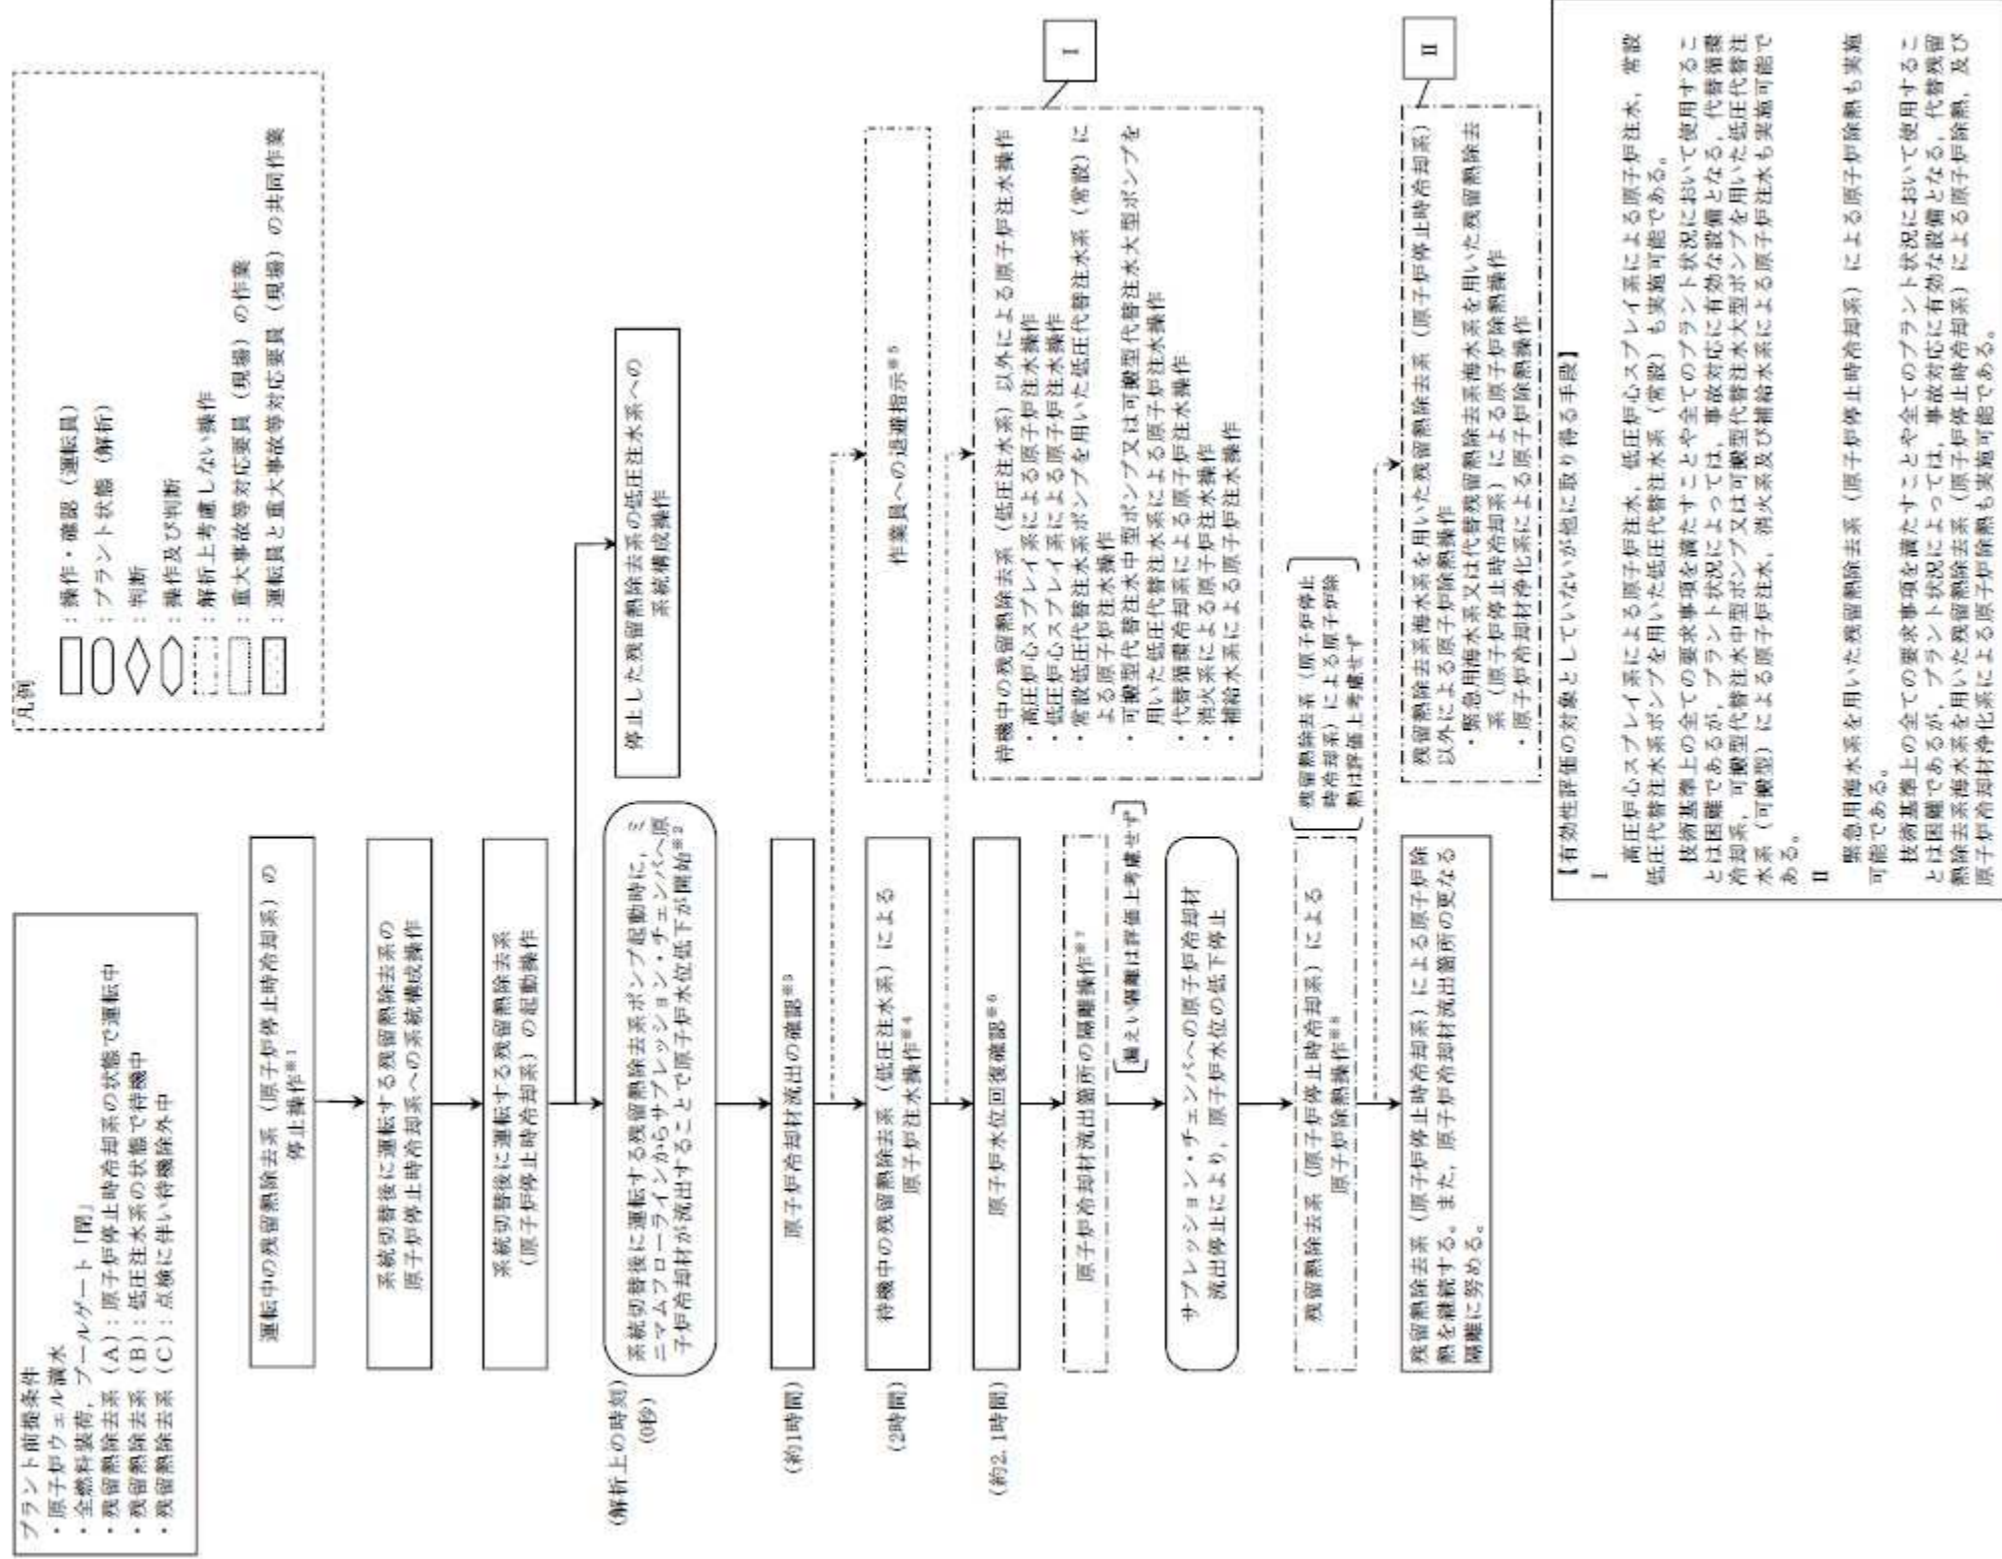 プラント前提条件
・原子炉ウェル満水
・全燃料装荷,プールゲート「閉」
・残留熱除去系(A):原子炉停止時冷却系の状態で運転中
・残留熱除去系(B):低圧注水系の状態で待機中
・残留熱除去系(C):点検に伴い待機除外中
凡例
:操作・確認(運転員)
:プラント状態(解析)
:判断
:操作及び判断
:解析上考慮しない操作
:重大事故等対応要員(現場)の作業
:運転員と重大事故等対応要員(現場)の共同作業
運転中の残留熱除去系(原子炉停止時冷却系)の
停止操作※1
系統切替後に運転する残留熱除去系の
原子炉停止時冷却系への系統構成操作
系統切替後に運転する残留熱除去系
(原子炉停止時冷却系)の起動操作
停止した残留熱除去系の低圧注水系への
系統構成操作
(解析上の時刻)
(0秒)
系統切替後に運転する残留熱除去系ポンプ起動時に,ミ
ニマムフローラインからサプレッション・チェンバへ原
子炉冷却材が流出することで原子炉水位低下が開始※2
(約1時間)
原子炉冷却材流出の確認※3
作業員への退避指示※5
(2時間)
待機中の残留熱除去系(低圧注水系)による
原子炉注水操作※4
待機中の残留熱除去系(低圧注水系)以外による原子炉注水操作
・高圧炉心スプレイ系による原子炉注水操作
・低圧炉心スプレイ系による原子炉注水操作
・常設低圧代替注水系ポンプを用いた低圧代替注水系(常設)に
よる原子炉注水操作
・可搬型代替注水中型ポンプ又は可搬型代替注水大型ポンプを
用いた低圧代替注水系による原子炉注水操作
・代替循環冷却系による原子炉注水操作
・消火系による原子炉注水操作
・補給水系による原子炉注水操作
Ⅰ
(約2.1時間)
原子炉水位回復確認※6
原子炉冷却材流出箇所の隔離操作※7
漏えい隔離は評価上考慮せず
サプレッション・チェンバへの原子炉冷却材
流出停止により,原子炉水位の低下停止
残留熱除去系(原子炉停止時冷却系)による
原子炉除熱操作※8
残留熱除去系(原子炉停止
時冷却系)による原子炉除
熱は評価上考慮せず
残留熱除去系海水系を用いた残留熱除去系(原子炉停止時冷却系)
以外による原子炉除熱操作
・緊急用海水系又は代替残留熱除去系海水系を用いた残留熱除去
系(原子炉停止時冷却系)による原子炉除熱操作
・原子炉冷却材浄化系による原子炉除熱操作
Ⅱ
残留熱除去系(原子炉停止時冷却系)による原子炉除
熱を継続する。また,原子炉冷却材流出箇所の更なる
隔離に努める。
【有効性評価の対象としていないが他に取り得る手段】
Ⅰ
高圧炉心スプレイ系による原子炉注水,低圧炉心スプレイ系による原子炉注水,常設
低圧代替注水系ポンプを用いた低圧代替注水系(常設)も実施可能である。
技術基準上の全ての要求事項を満たすことや全てのプラント状況において使用するこ
とは困難であるが,プラント状況によっては,事故対応に有効な設備となる,代替循環
冷却系,可搬型代替注水中型ポンプ又は可搬型代替注水大型ポンプを用いた低圧代替注
水系(可搬型)による原子炉注水,消火系及び補給水系による原子炉注水も実施可能で
ある。
Ⅱ
緊急用海水系を用いた残留熱除去系(原子炉停止時冷却系)による原子炉除熱も実施
可能である。
技術基準上の全ての要求事項を満たすことや全てのプラント状況において使用するこ
とは困難であるが,プラント状況によっては,事故対応に有効な設備となる,代替残留
熱除去系海水系を用いた残留熱除去系(原子炉停止時冷却系)による原子炉除熱,及び
原子炉冷却材浄化系による原子炉除熱も実施可能である。